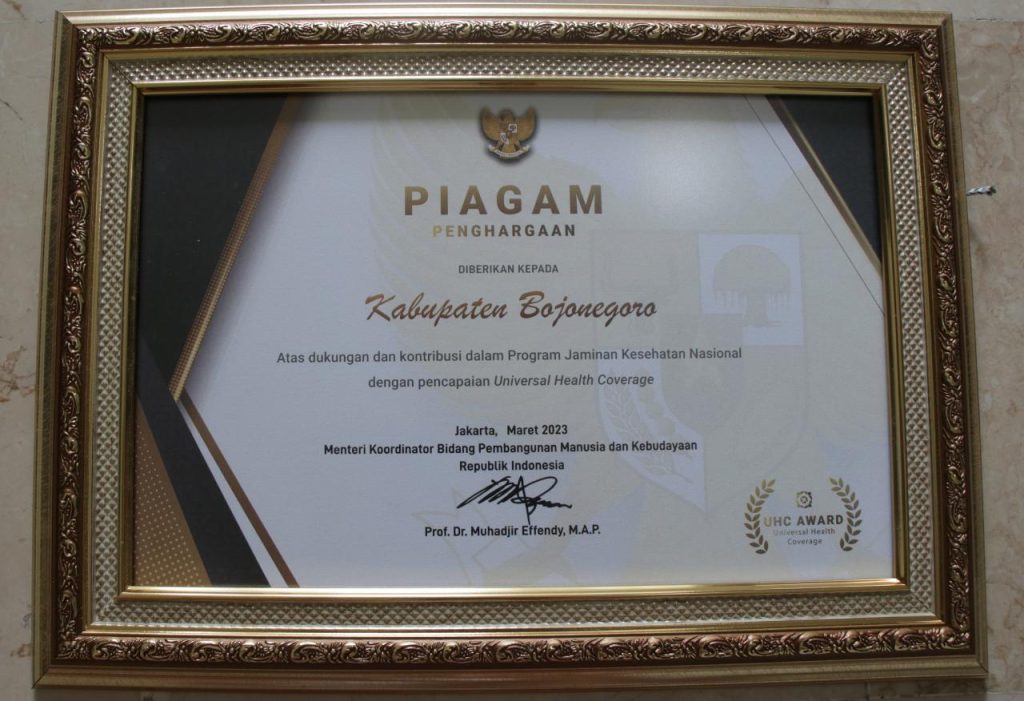 PIAGAM
PENGHARGAAN
DIBERIKAN KEPADA
Kabupaten Bojonegoro
Atas dukungan dan kontribusi dalam Program Jaminan Kesehatan Nasional
dengan pencapaian Universal Health Coverage
Jakarta, Maret 2023
Menteri Koordinator Bidang Pembangunan Manusia dan Kebudayaan
Republik Indonesia
Prof. Dr. Muhadjir Effendy, M.A.P.
UHC AWARD
Universal Health
Coverage